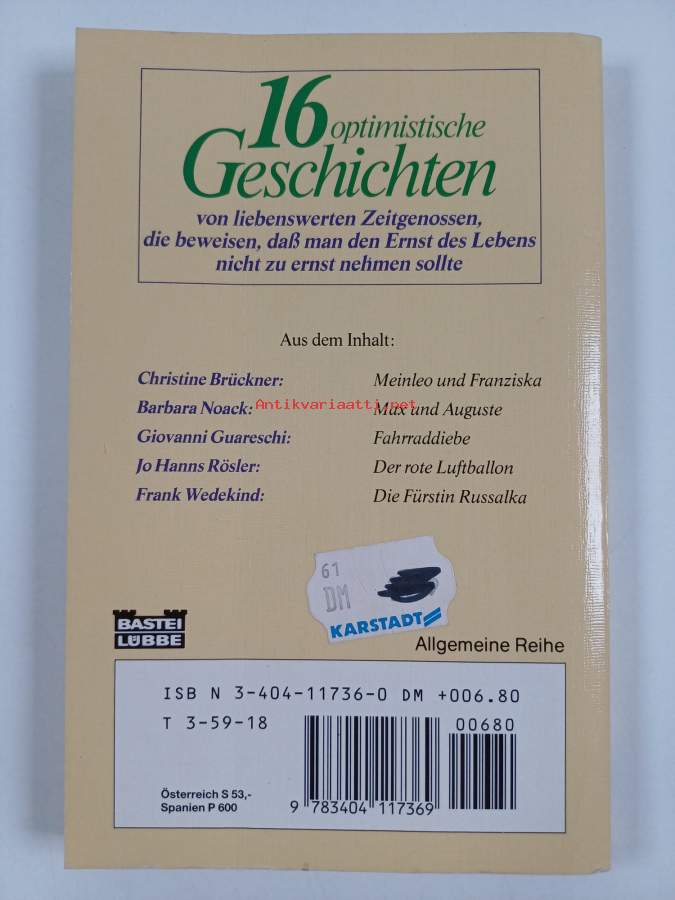 16 optimistische
Geschichten
von liebenswerten Zeitgenossen,
die beweisen, daß man den Ernst des Lebens
nicht zu ernst nehmen sollte
Aus dem Inhalt:
Christine Brückner: Meinleo und Franziska
Barbara Noack: Max und Auguste
Antikvariaatti.net
Giovanni Guareschi: Fahrraddiebe
Jo Hanns Rösler: Der rote Luftballon
Frank Wedekind: Die Fürstin Russalka
61
DM
KARSTADT
BASTEI
LÜBBE
Allgemeine Reihe
ISB N 3-404-11736-0 DM +006.80
T 3-59-18
00680
Österreich S 53,-
Spanien P 600
9 783404 117369